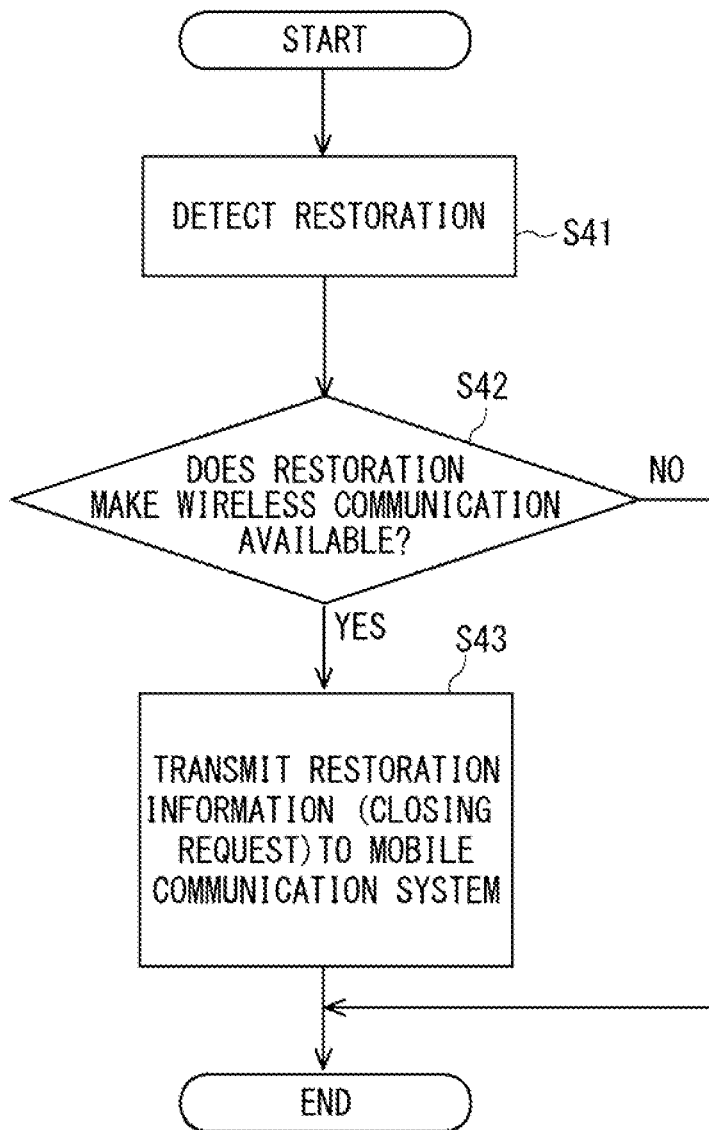 START
DETECT RESTORATION
S41
S42
DOES RESTORATION
MAKE WIRELESS COMMUNICATION
AVAILABLE?
NO
YES
S43
TRANSMIT RESTORATION
INFORMATION (CLOSING
REQUEST)TO MOBILE
COMMUNICATION SYSTEM
END